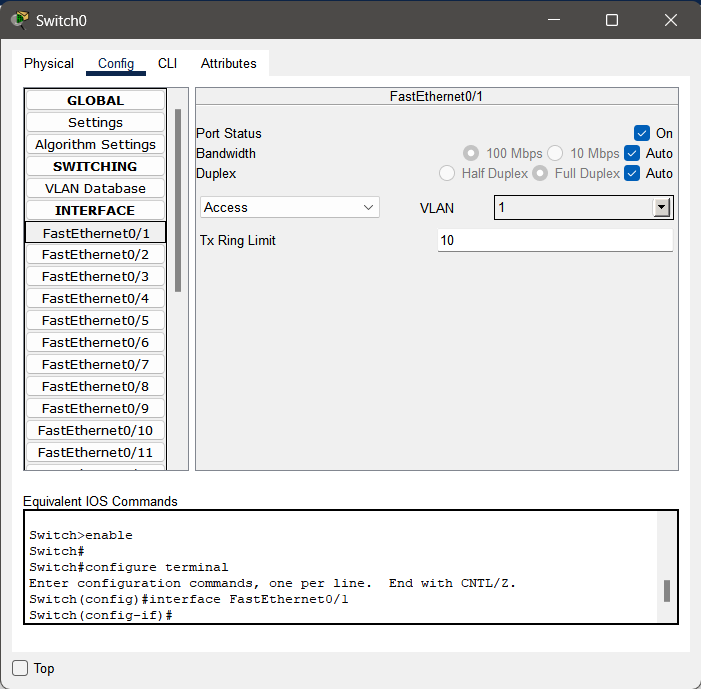 Switch0
Physical Config CLI Attributes
GLOBAL
Settings
Algorithm Settings
SWITCHING
VLAN Database
INTERFACE
FastEthernet0/1
FastEthernet0/2
FastEthernet0/3
FastEthernet0/4
FastEthernet0/5
FastEthernet0/6
FastEthernet0/7
FastEthernet0/8
FastEthernet0/9
FastEthernet0/10
FastEthernet0/11
FastEthernet0/1
Port Status On
Bandwidth 100 Mbps 10 Mbps Auto
Duplex Half Duplex Full Duplex Auto
Access VLAN 1
Tx Ring Limit 10
Equivalent IOS Commands
Switch>enable
Switch#
Switch#configure terminal
Enter configuration commands, one per line. End with CNTL/Z.
Switch(config)#interface FastEthernet0/1
Switch(config-if)#
Top